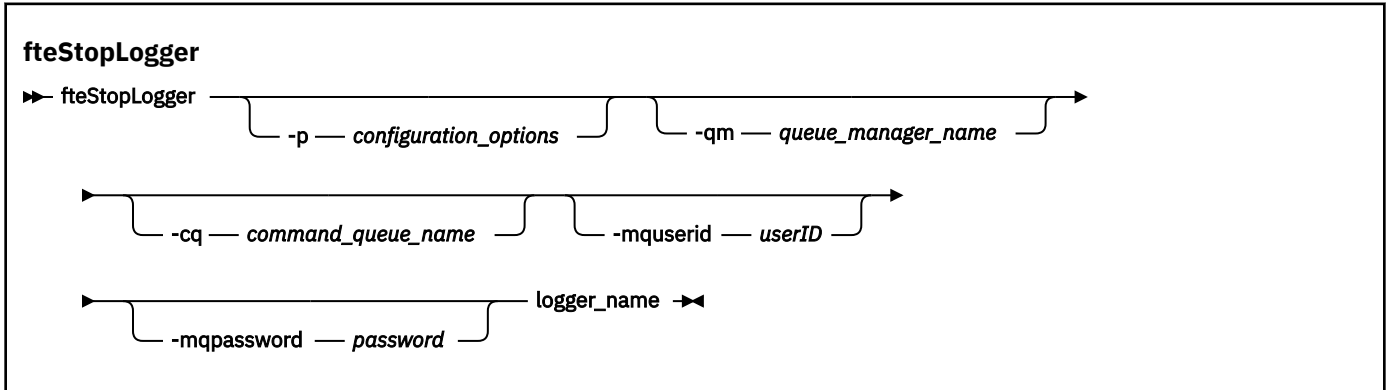 fteStopLogger
fteStopLogger
-p configuration_options -qm queue_manager_name
-cq command_queue_name -mquserid userID
logger_name
-mqpassword password